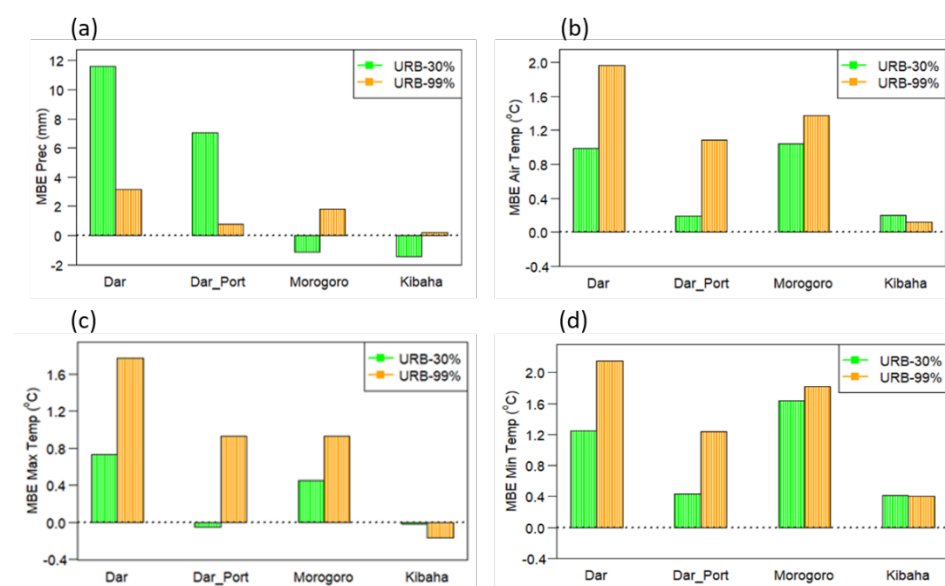 (a)
MBE Prec (mm)
12
10
8
6
4
2
0
-2
URB-30%
URB-99%
Dar Dar_Port Morogoro Kibaha
(b)
MBE Air Temp (⁰C)
2.0
1.6
1.2
0.8
0.4
0.0
-0.4
URB-30%
URB-99%
Dar Dar_Port Morogoro Kibaha
(c)
MBE Max Temp (⁰C)
1.6
1.2
0.8
0.4
0.0
-0.4
URB-30%
URB-99%
Dar Dar_Port Morogoro Kibaha
(d)
MBE Min Temp (⁰C)
2.0
1.6
1.2
0.8
0.4
0.0
-0.4
URB-30%
URB-99%
Dar Dar_Port Morogoro Kibaha